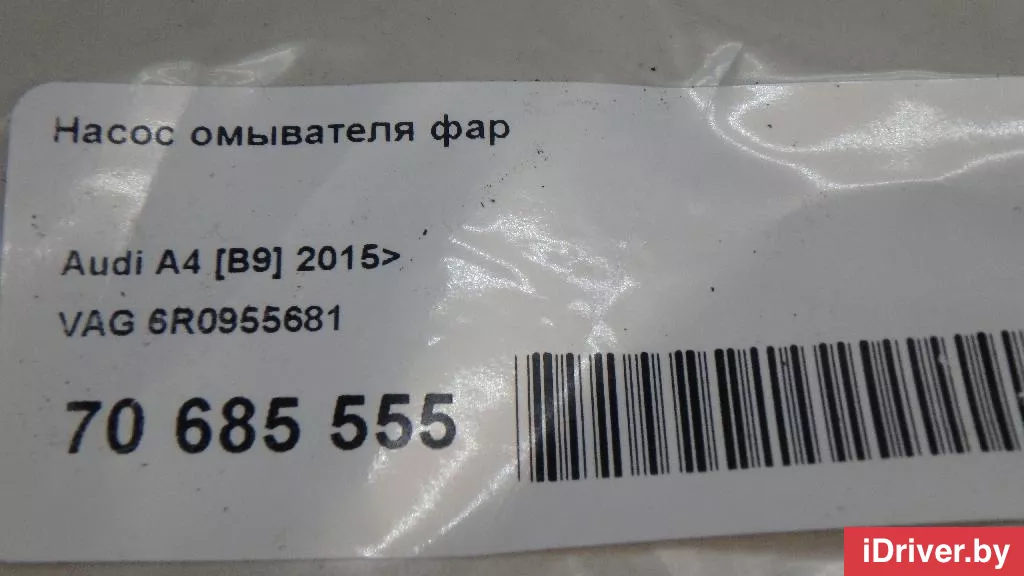 Насос омывателя фар
Audi A4 [B9] 2015>
VAG 6R0955681
70 685 555
iDriver.by